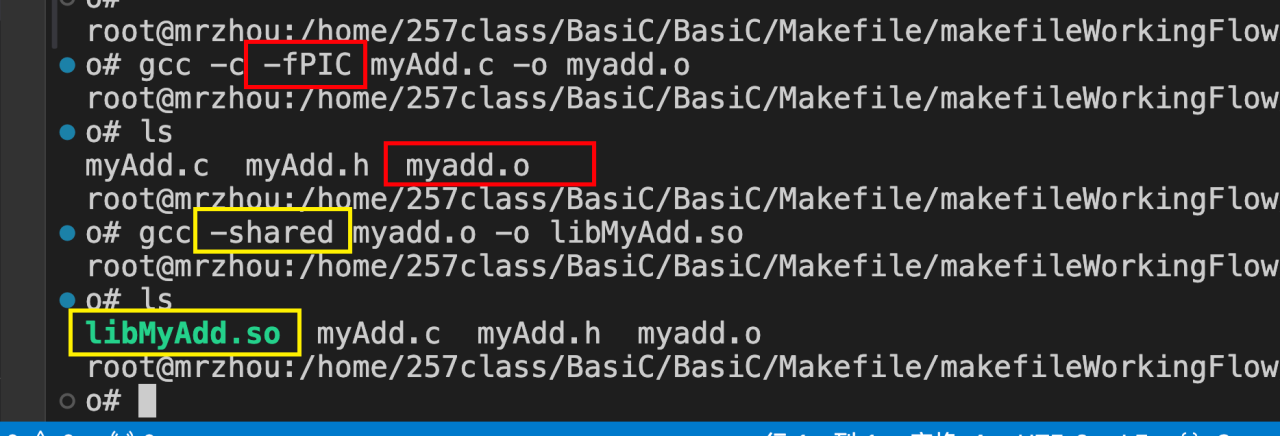 o#
root@mrzhou:/home/257class/BasiC/BasiC/Makefile/makefileWorkingFlow
o# gcc -c -fPIC myAdd.c -o myadd.o
root@mrzhou:/home/257class/BasiC/BasiC/Makefile/makefileWorkingFlow
o# ls
myAdd.c  myAdd.h  myadd.o
root@mrzhou:/home/257class/BasiC/BasiC/Makefile/makefileWorkingFlow
o# gcc -shared myadd.o -o libMyAdd.so
root@mrzhou:/home/257class/BasiC/BasiC/Makefile/makefileWorkingFlow
o# ls
libMyAdd.so  myAdd.c  myAdd.h  myadd.o
root@mrzhou:/home/257class/BasiC/BasiC/Makefile/makefileWorkingFlow
o#